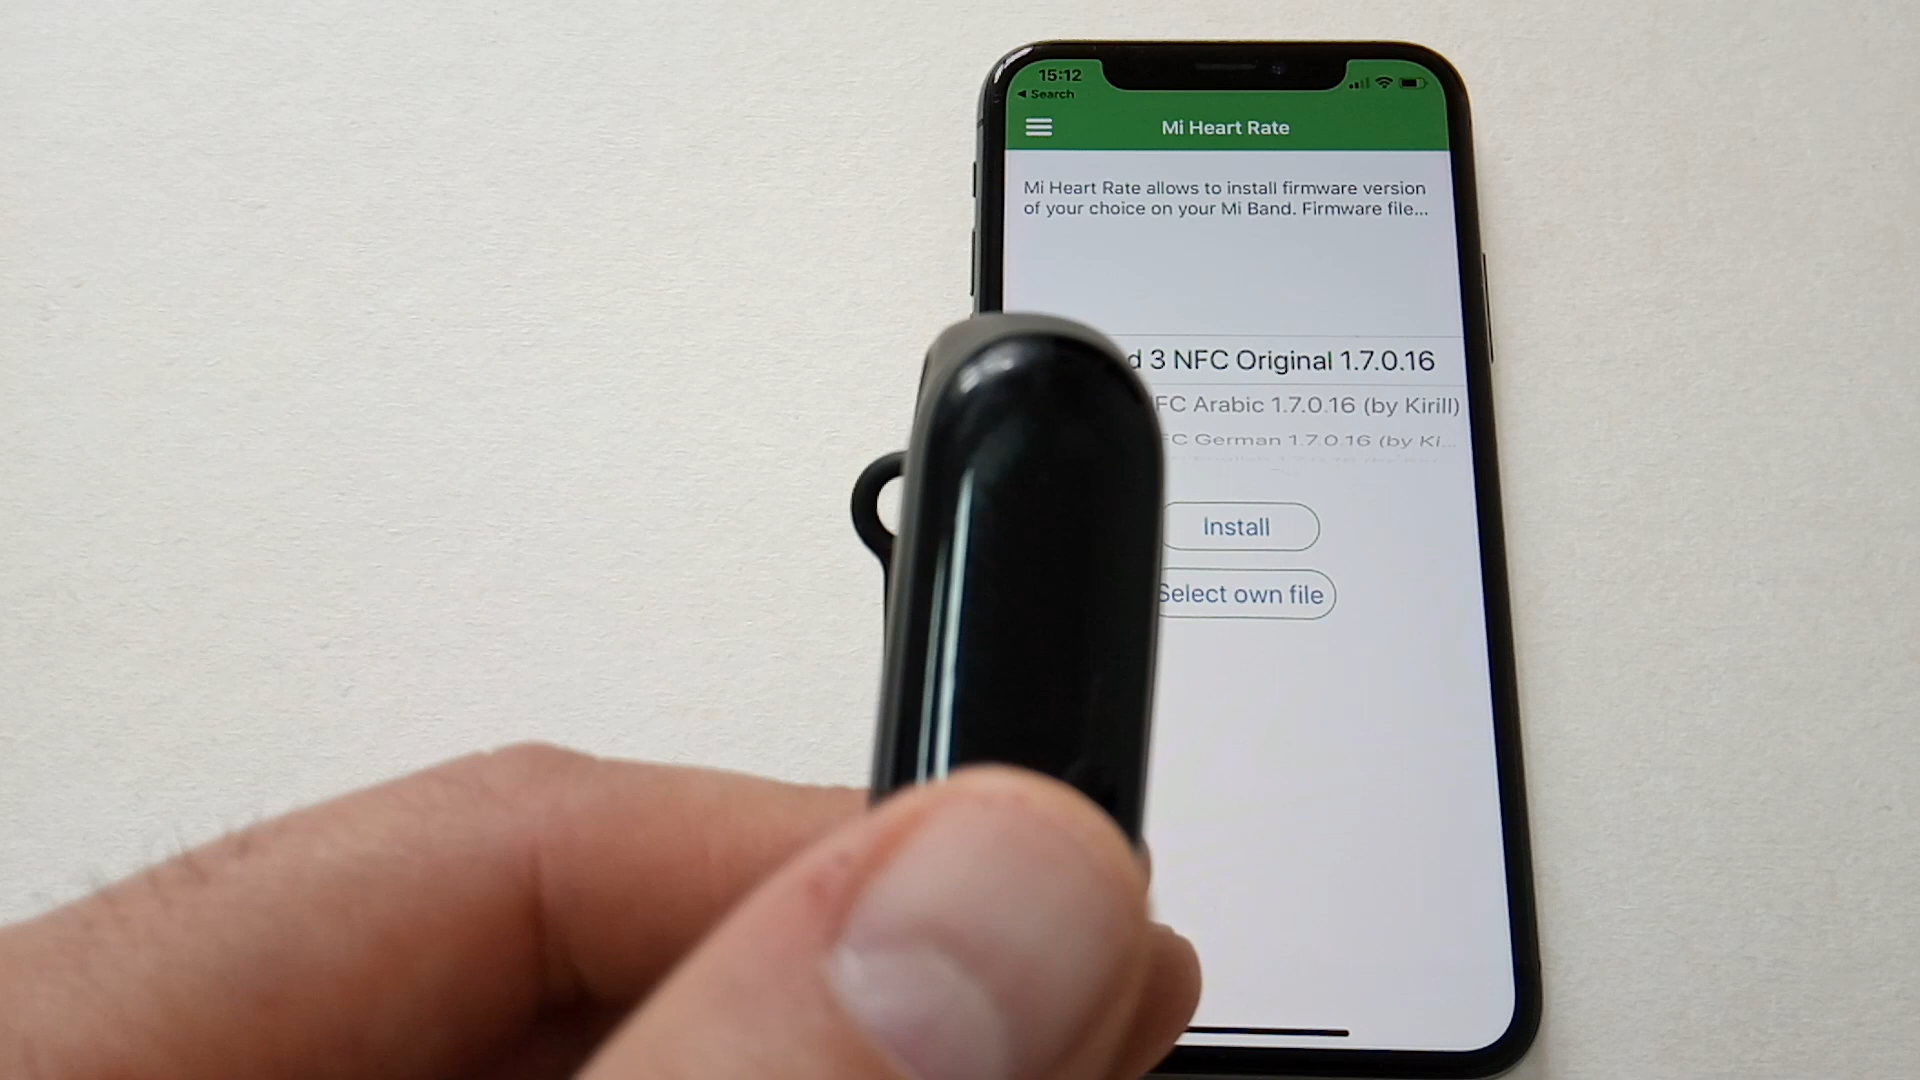 15:12
◀ Search
Mi Heart Rate
Mi Heart Rate allows to install firmware version
of your choice on your Mi Band. Firmware file...
d 3 NFC Original 1.7.0.16
FC Arabic 1.7.0.16 (by Kirill)
FC German 1.7.0.16 (by Ki...
Install
Select own file